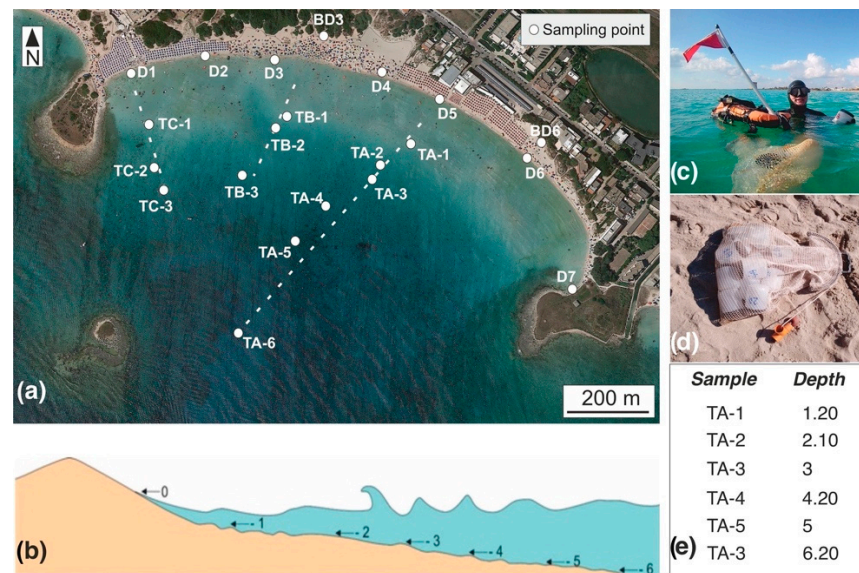 N
BD3
Sampling point
D1
D2
D3
D4
D5
TC-1
TB-1
TB-2
BD6
TA-1
D6
TC-2
TA-2
TB-3
TA-3
TC-3
TA-4
TA-5
D7
TA-6
(a)
200 m
(b)
0
1
2
3
4
5
6
(c)
(d)
Sample Depth
TA-1 1.20
TA-2 2.10
TA-3 3
TA-4 4.20
TA-5 5
TA-3 6.20
(e)